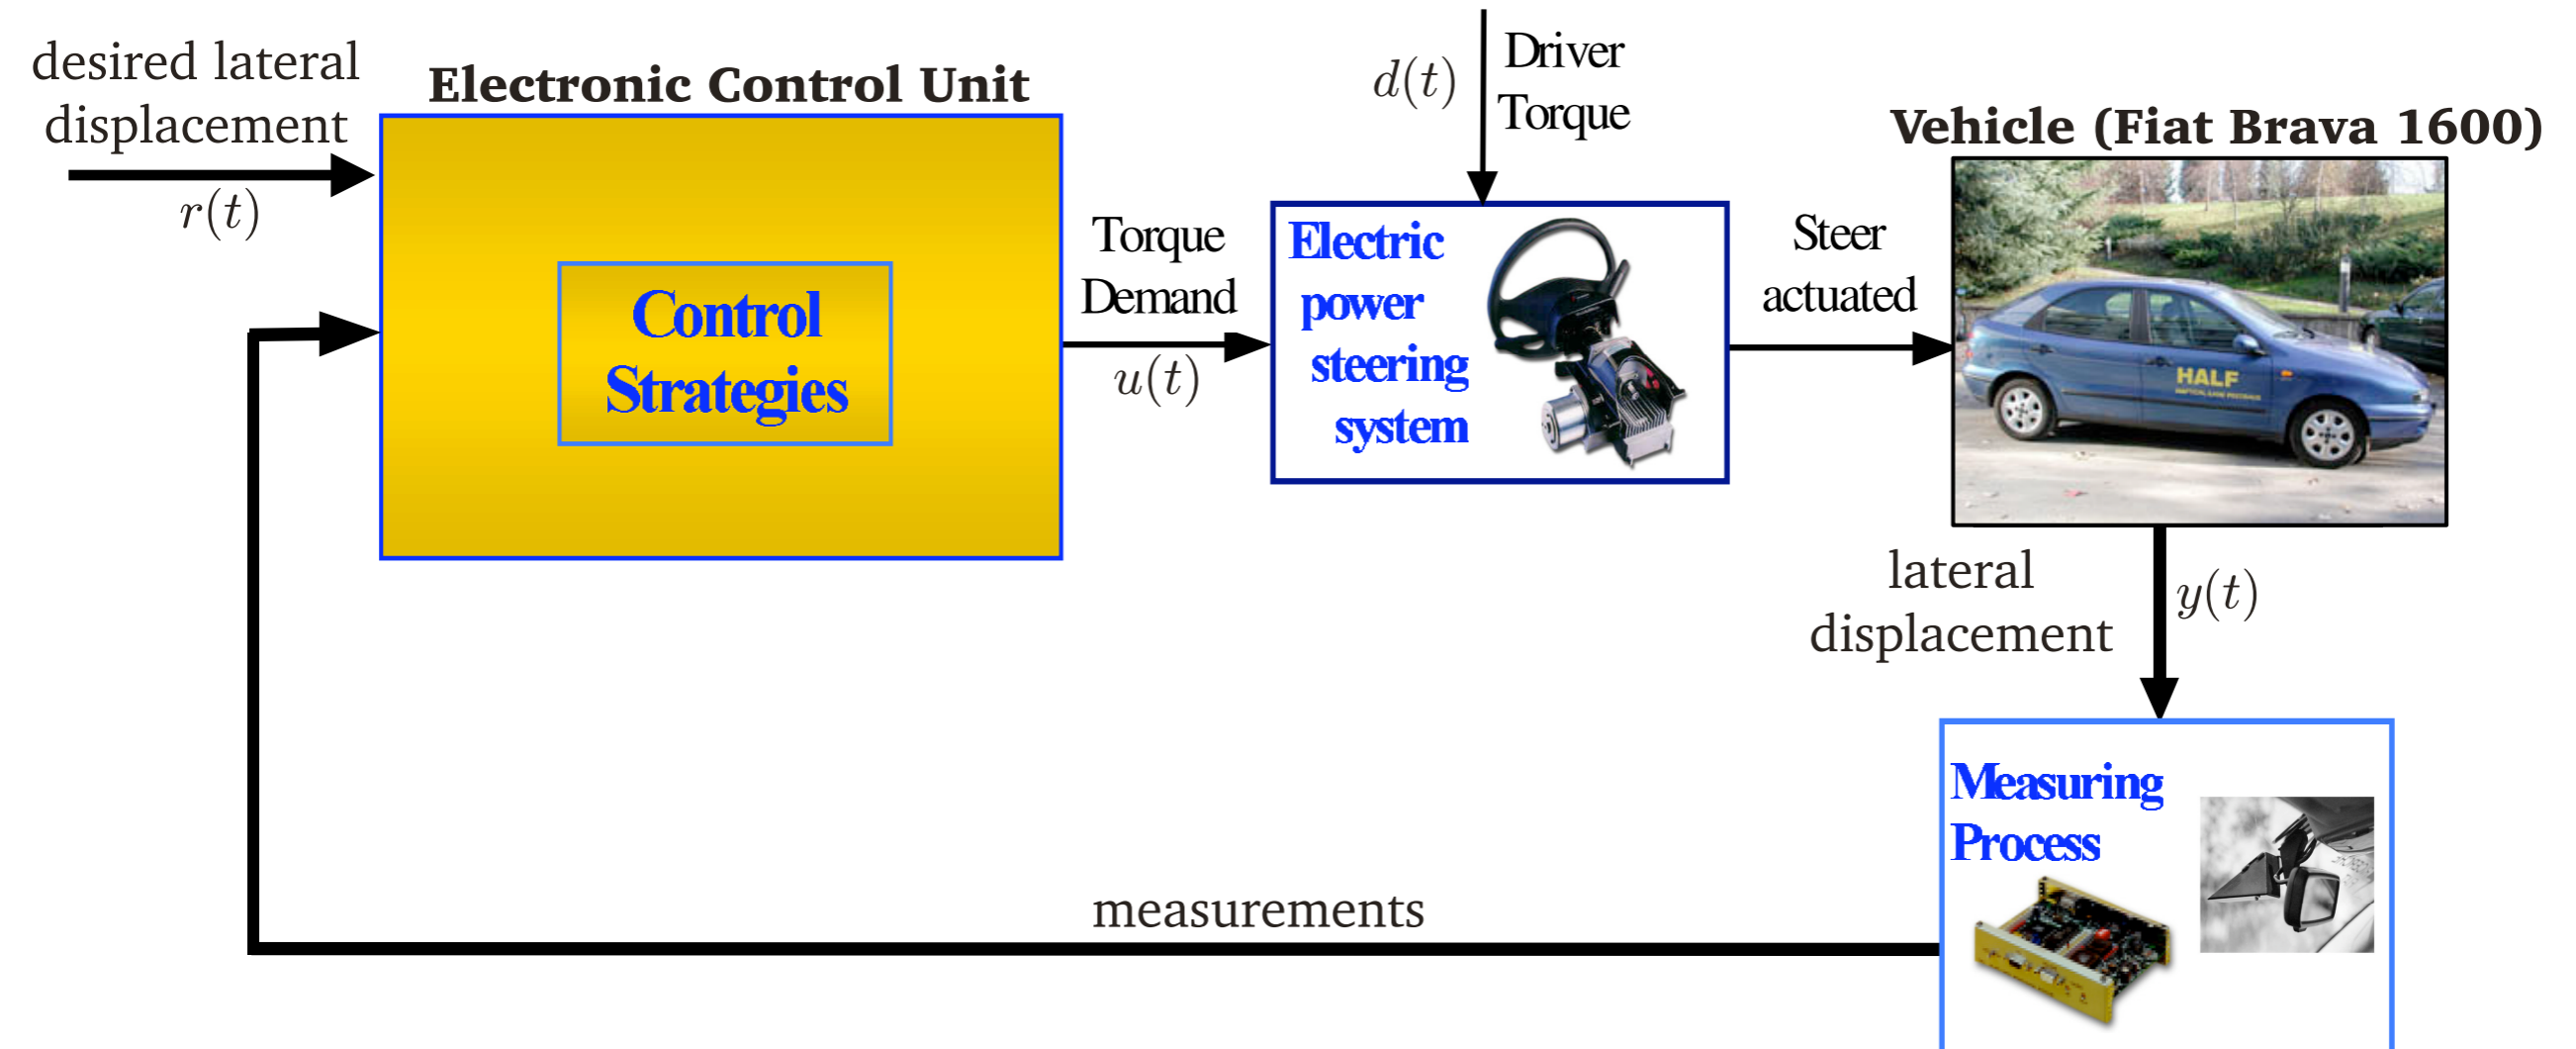 desired lateral
displacement
r(t)
Electronic Control Unit
Control
Strategies
Torque
Demand
u(t)
d(t)
Driver
Torque
Electric
power
steering
system
Steer
actuated
Vehicle (Fiat Brava 1600)
HALF
lateral
displacement
y(t)
Measuring
Process
measurements